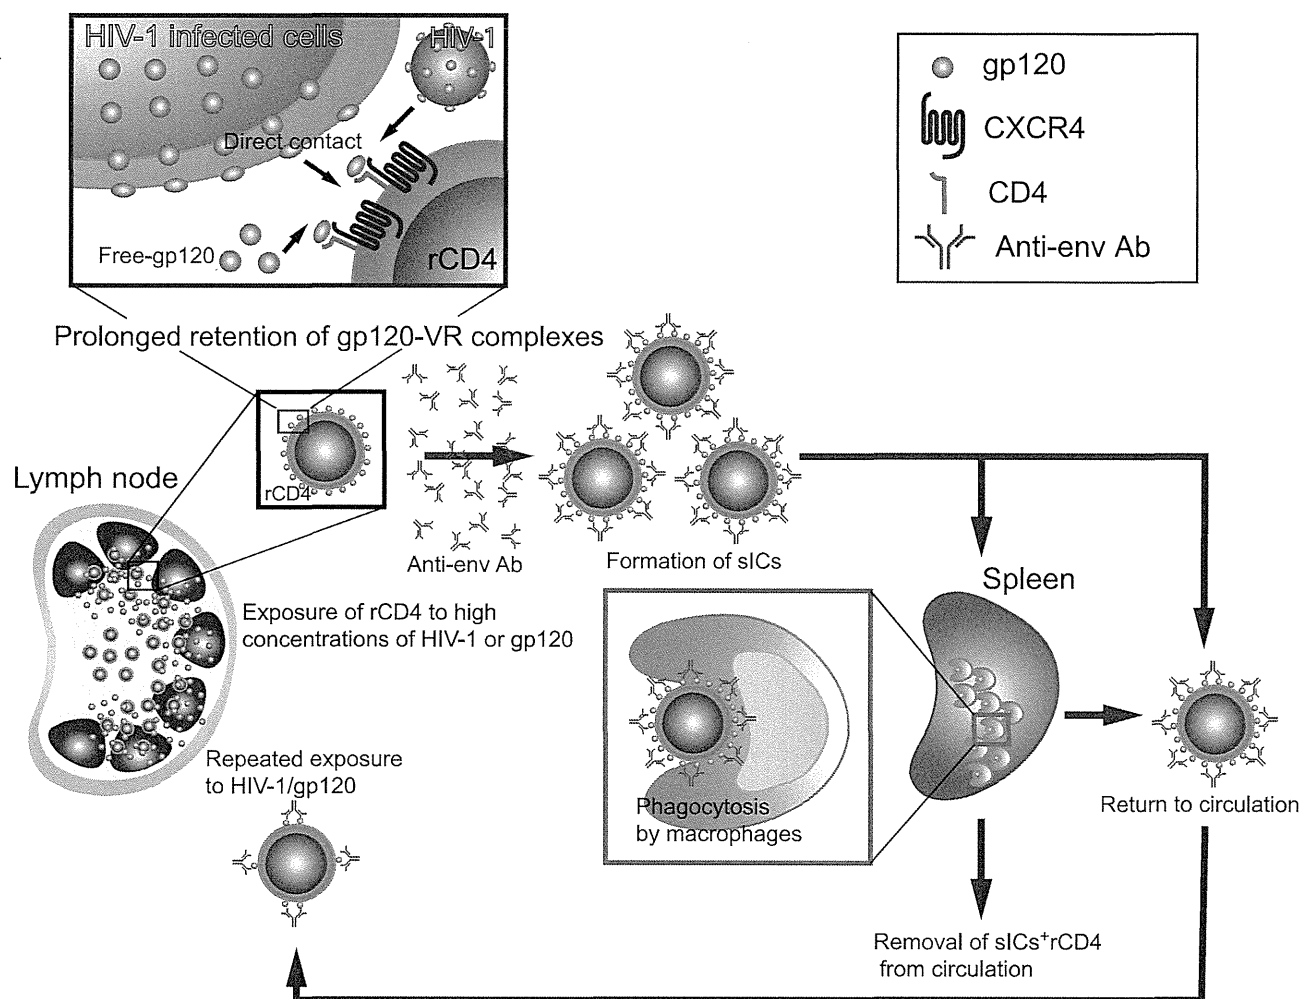 HIV-1 infected cells
HIV-1
Direct contact
Free-gp120
rCD4
gp120
CXCR4
CD4
Anti-env Ab
Prolonged retention of gp120-VR complexes
rCD4
Lymph node
Anti-env Ab
Formation of sICs
Spleen
Exposure of rCD4 to high
concentrations of HIV-1 or gp120
Repeated exposure
to HIV-1/gp120
Phagocytosis
by macrophages
Return to circulation
Removal of sICs⁺rCD4
from circulation